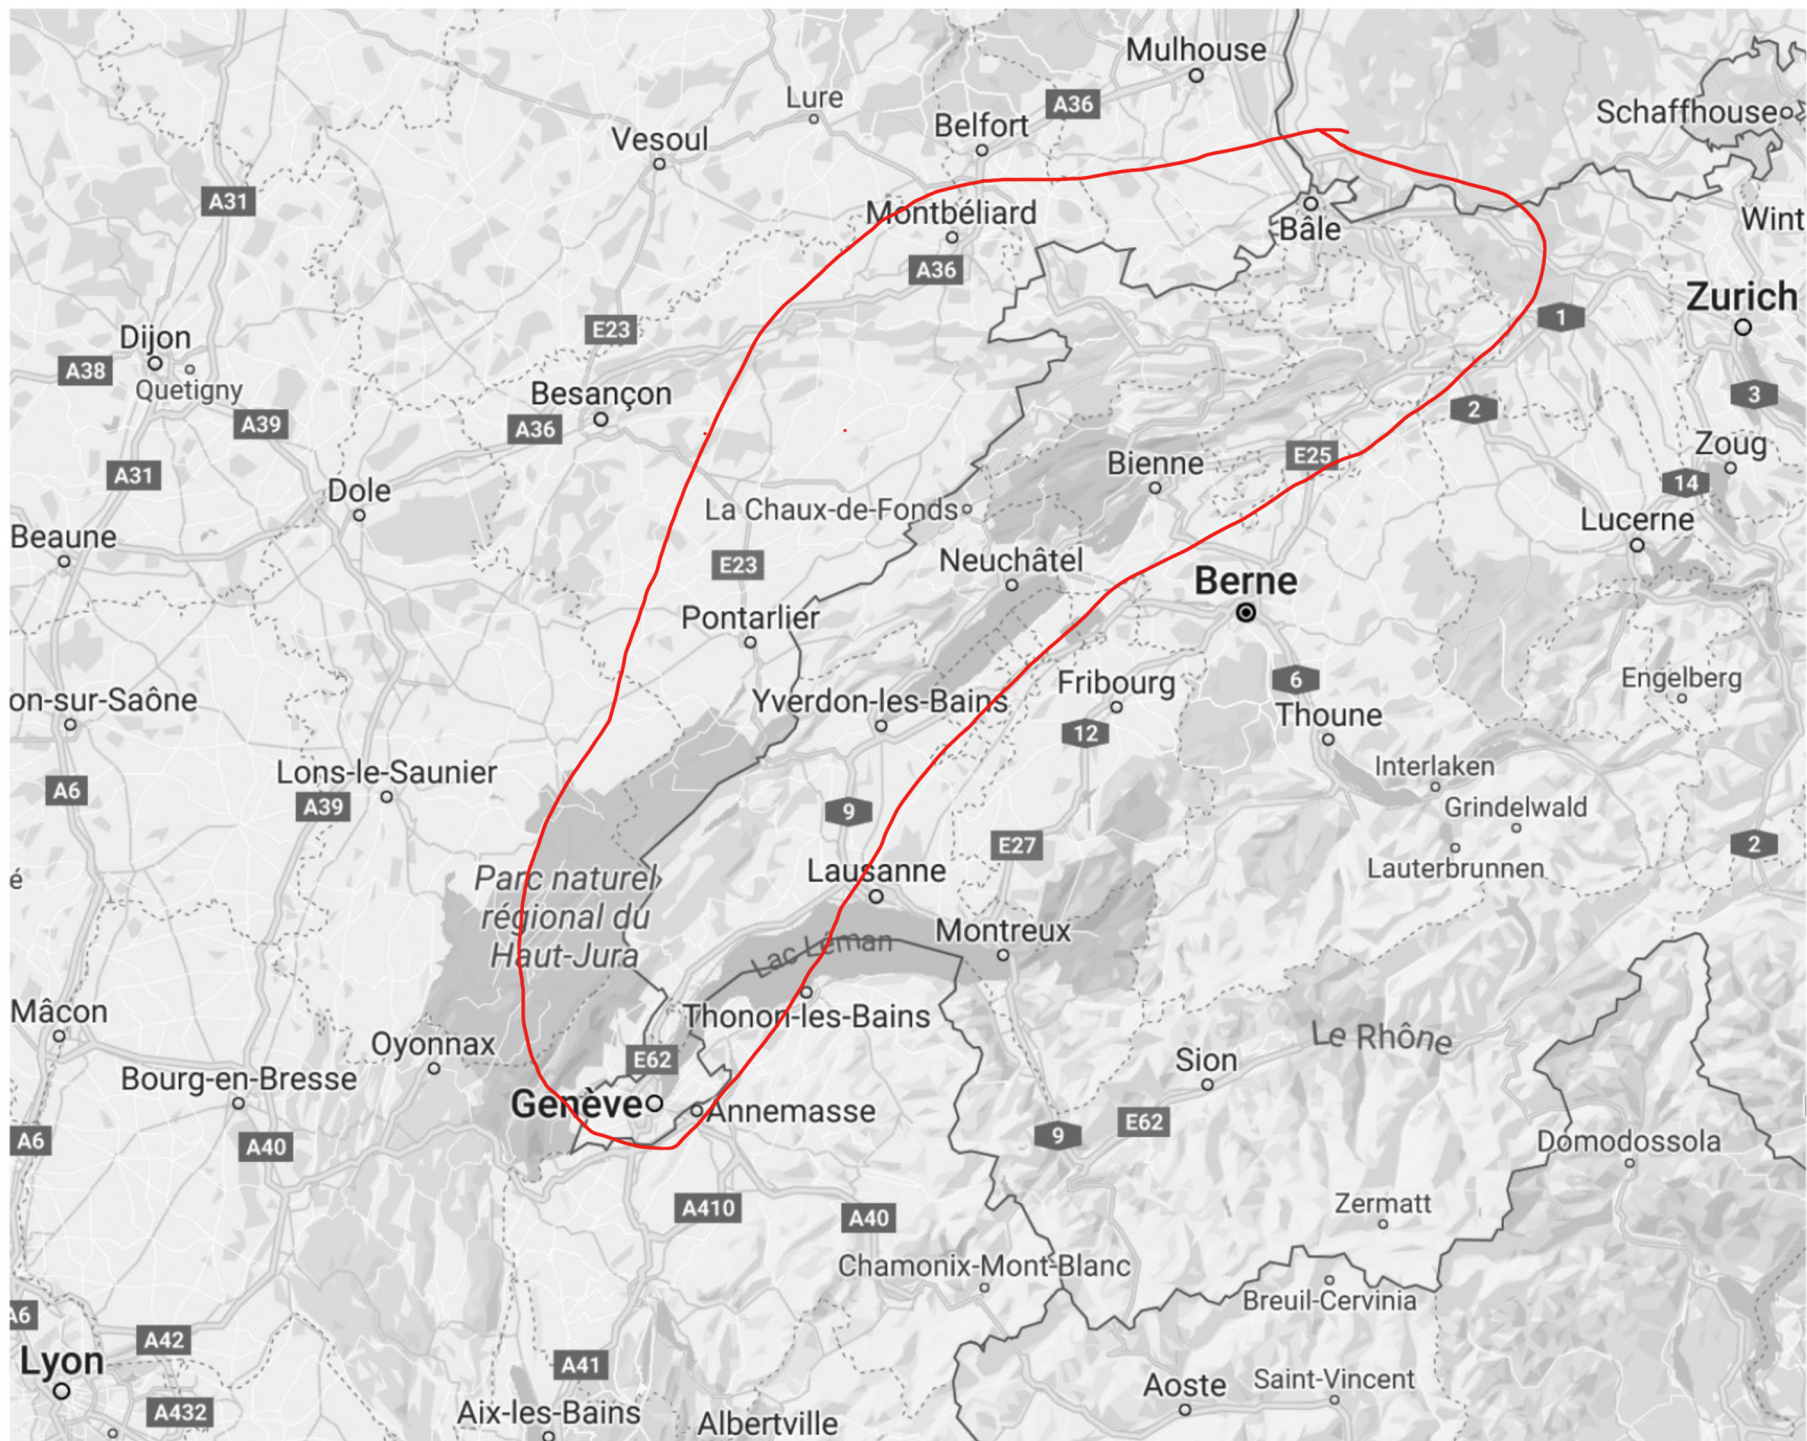 Mulhouse
Lure
A36
Schaffhouse
Belfort
Vesoul
A31
Montbéliard
Wint
Bâle
A36
Zurich
Dijon
E23
1
A38
Quetigny
Besançon
3
A39
A36
2
Zoug
E25
Bienne
A31
14
Dole
La Chaux-de-Fonds
Lucerne
Beaune
Neuchâtel
E23
Berne
Pontarlier
Engelberg
6
Fribourg
on-sur-Saône
Yverdon-les-Bains
Thoune
12
Interlaken
Lons-le-Saunier
A6
A39
Grindelwald
9
E27
2
Lausanne
Lauterbrunnen
é
Parc naturel
régional du
Haut-Jura
Montreux
Lac Léman
Mâcon
Thonon-les-Bains
Le Rhône
Oyonnax
E62
Sion
Bourg-en-Bresse
Genève
Annemasse
E62
9
A6
A40
Domodossola
A410
A40
Zermatt
Chamonix-Mont-Blanc
Breuil-Cervinia
A6
A42
Lyon
A41
Aoste
Saint-Vincent
A432
Aix-les-Bains
Albertville